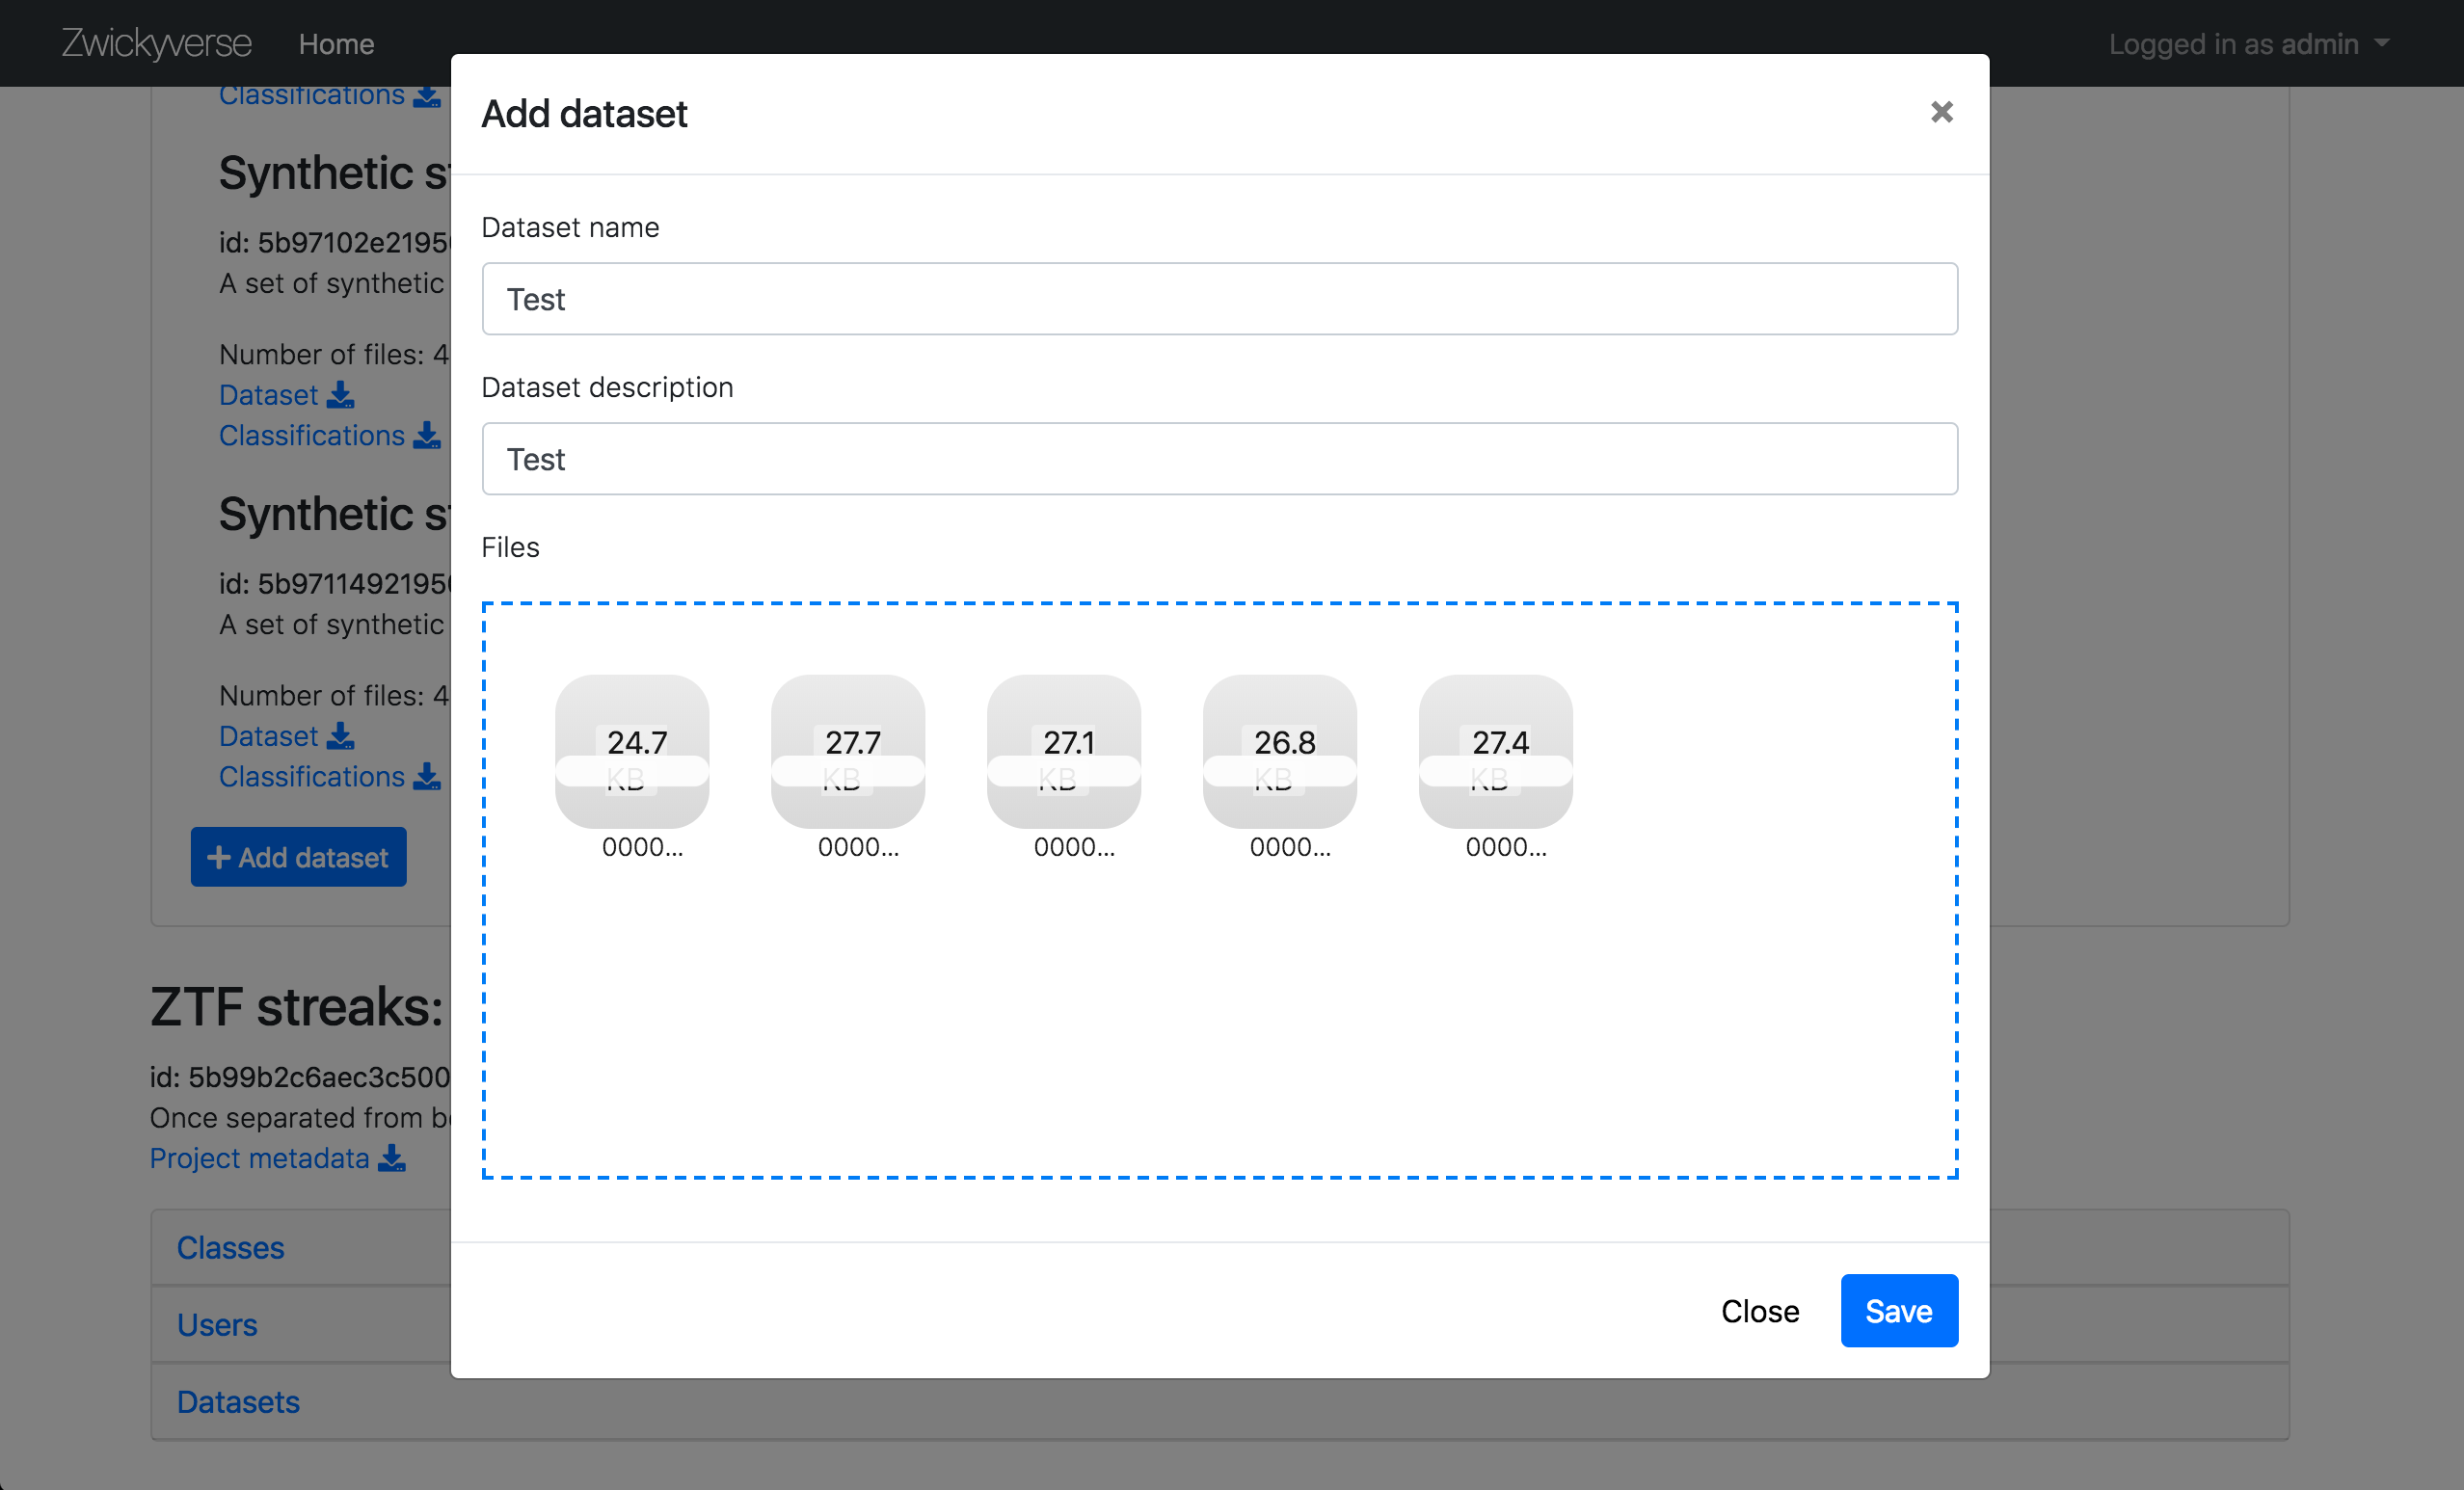 Zwickyverse Home Logged in as admin
Classifications
Synthetic
id: 5b97102e2195
A set of synthetic
Number of files: 4
Dataset
Classifications
Synthetic
id: 5b9711492195
A set of synthetic
Number of files: 4
Dataset
Classifications
+ Add dataset
ZTF streaks:
id: 5b99b2c6aec3c500
Once separated from
Project metadata
Classes
Users
Datasets
Add dataset ×
Dataset name
Test
Dataset description
Test
Files
24.7 27.7 27.1 26.8 27.4
KB KB KB KB KB
0000... 0000... 0000... 0000... 0000...
Close Save